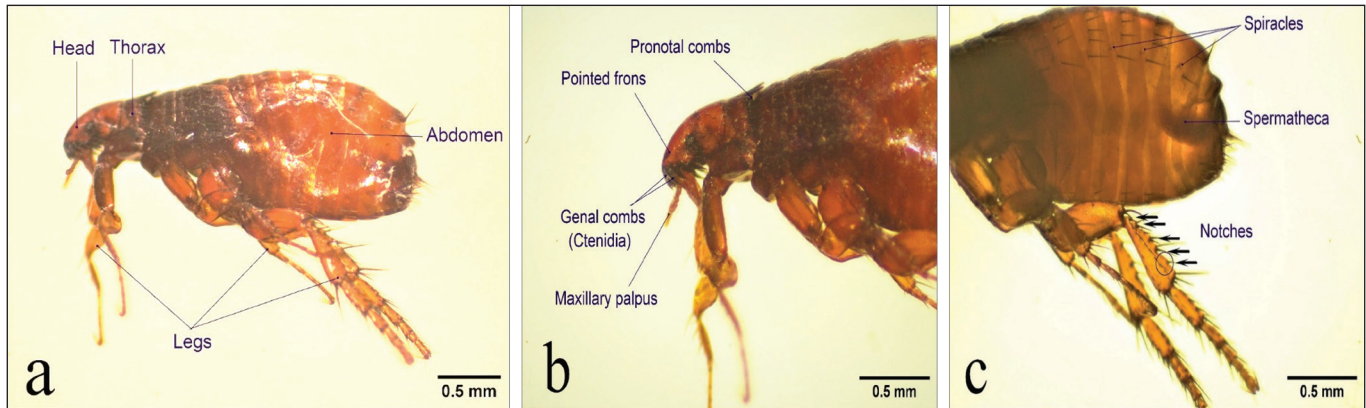 Head
Thorax
Abdomen
Legs
a
0.5 mm
Pronotal combs
Pointed frons
Genal combs
(Ctenidia)
Maxillary palpus
b
0.5 mm
Spiracles
Spermatheca
Notches
c
0.5 mm